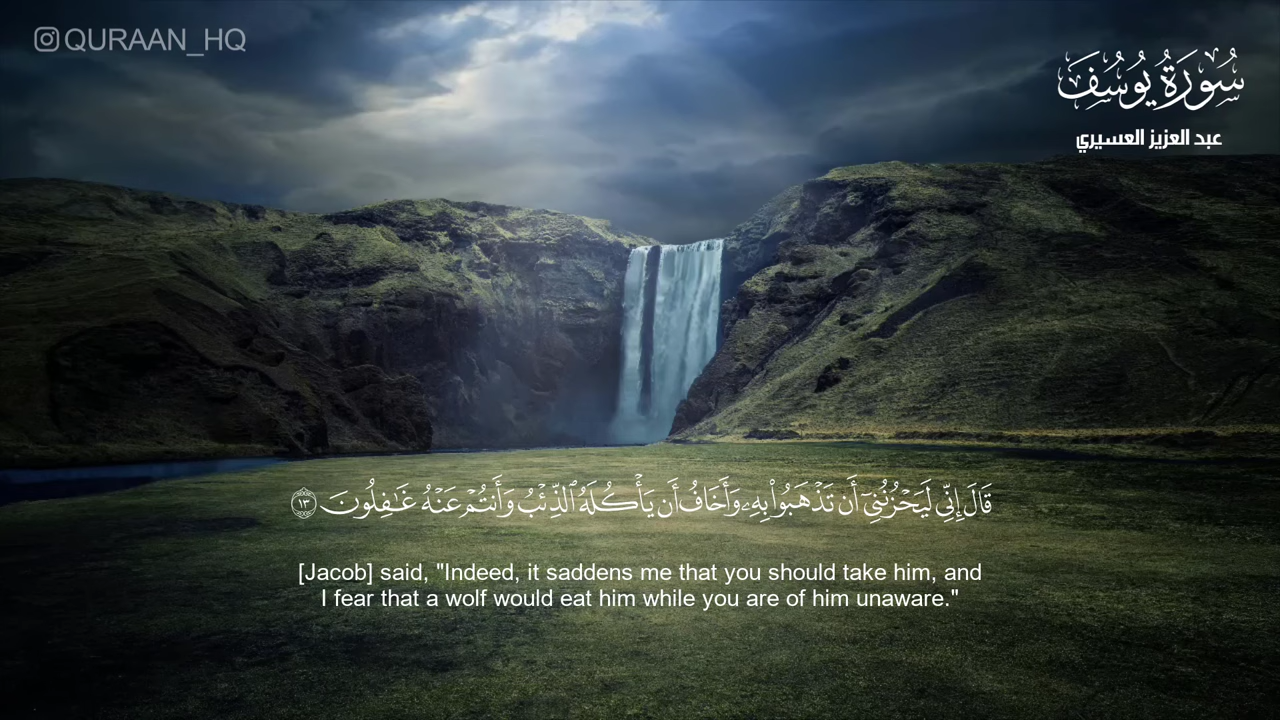 QURAAN_HQ
سُورَةُ يُوسُفَ
عبد العزيز العسيري
قَالَ إِنِّي لَيَحْزُنُنِيٓ أَن تَذْهَبُوا۟ بِهِۦ وَأَخَافُ أَن يَأْكُلَهُ ٱلذِّئْبُ وَأَنتُمْ عَنْهُ غَـٰفِلُونَ ١٣
[Jacob] said, "Indeed, it saddens me that you should take him, and
I fear that a wolf would eat him while you are of him unaware."